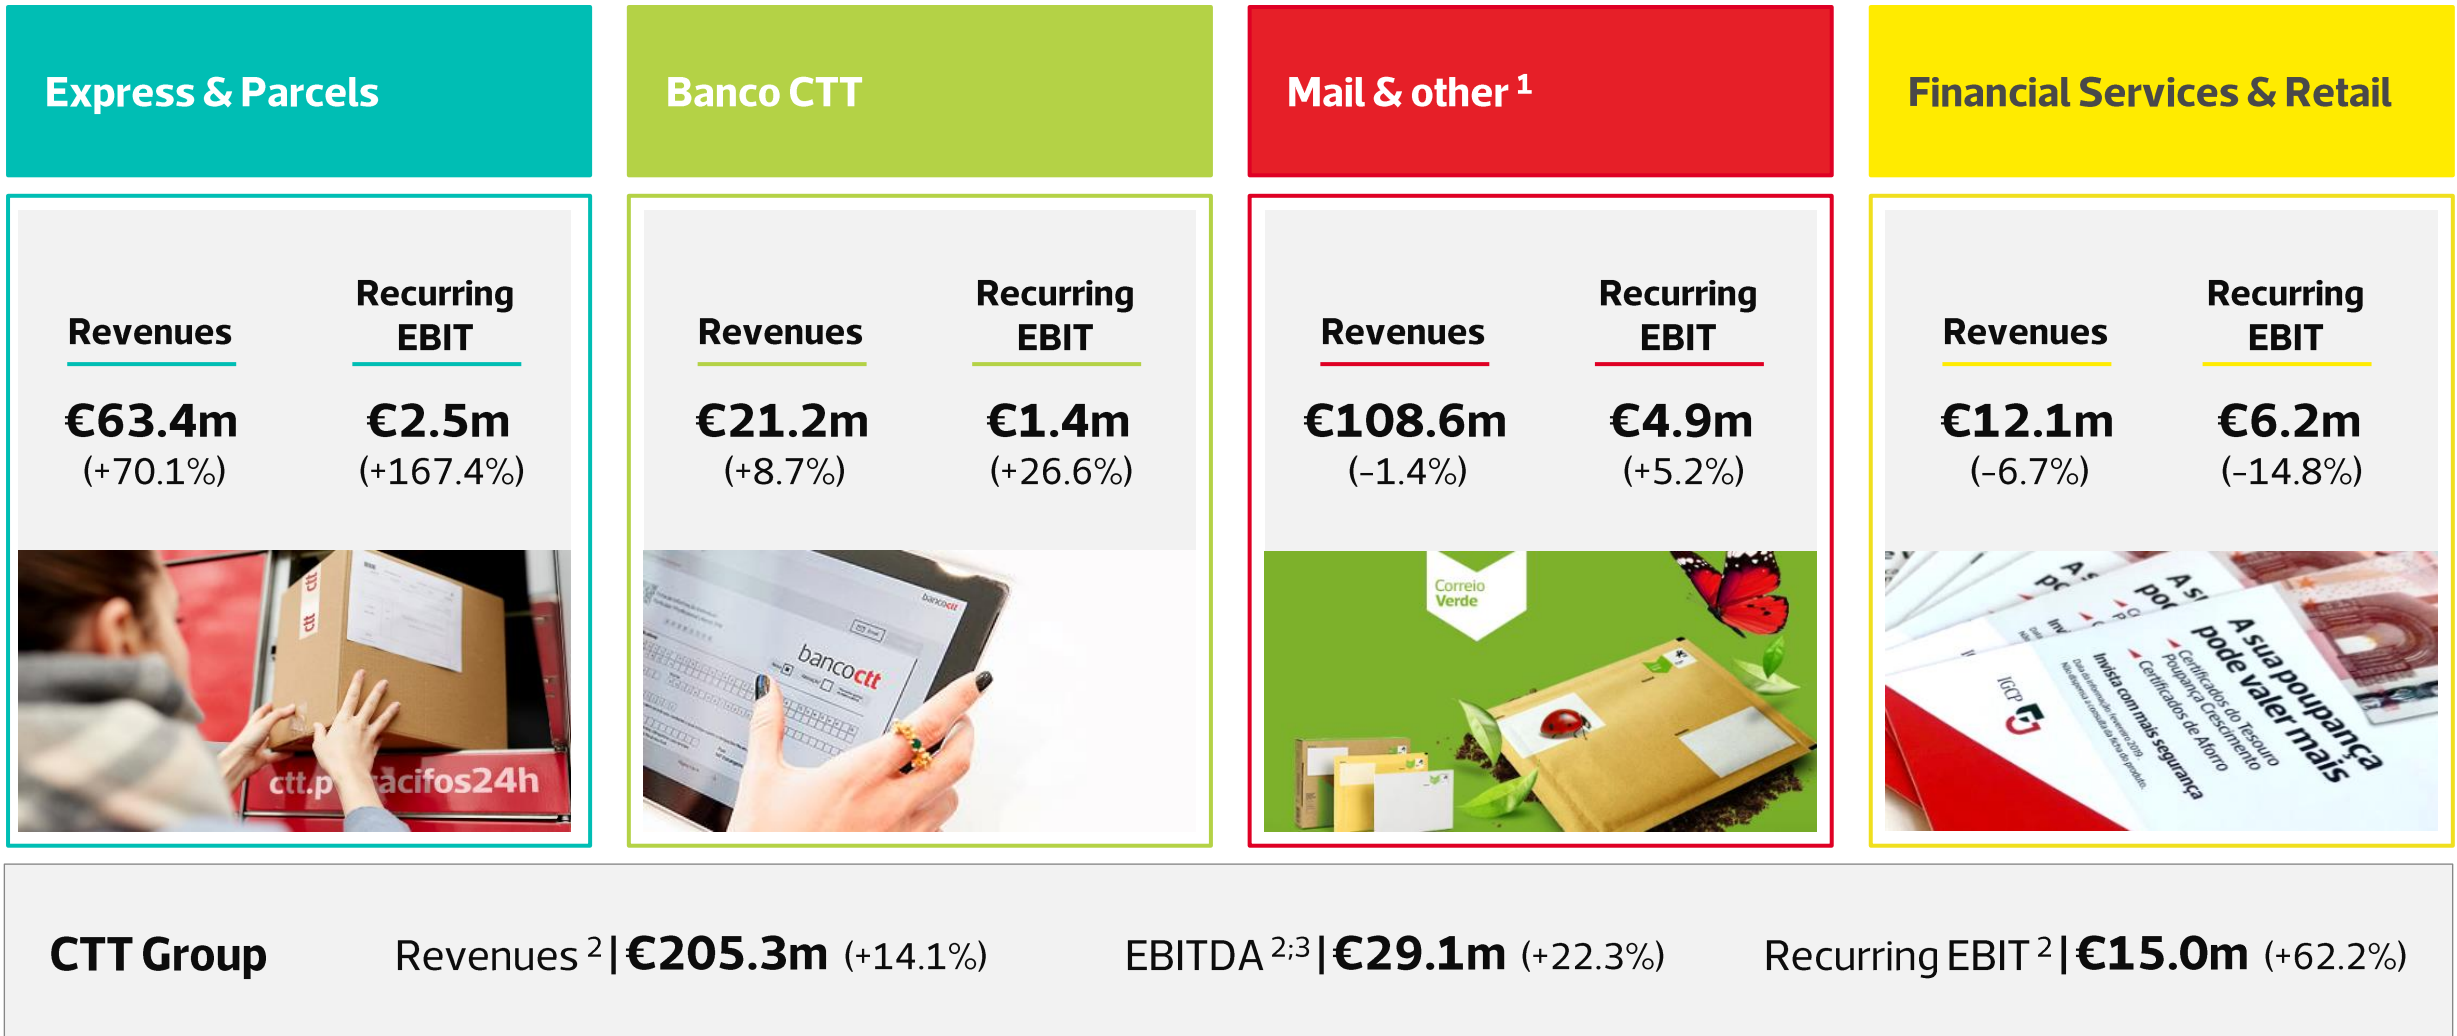 Express & Parcels
Revenues
Recurring
EBIT
€63.4m
(+70.1%)
€2.5m
(+167.4%)
ctt
ctt
ctt.p
acifos24h
Banco CTT
Revenues
Recurring
EBIT
€21.2m
(+8.7%)
€1.4m
(+26.6%)
bancoctt
Email
bancoctt
Mail & other 1
Revenues
Recurring
EBIT
€108.6m
(-1.4%)
€4.9m
(+5.2%)
Correio
Verde
Financial Services & Retail
Revenues
Recurring
EBIT
€12.1m
(-6.7%)
€6.2m
(-14.8%)
A sua poupança
pode valer mais
Certificados do Tesouro
Poupança Crescimento
Certificados de Aforro
Invista com mais segurança
IGCP
CTT Group
Revenues 2 | €205.3m (+14.1%)
EBITDA 2;3 | €29.1m (+22.3%)
Recurring EBIT 2 | €15.0m (+62.2%)